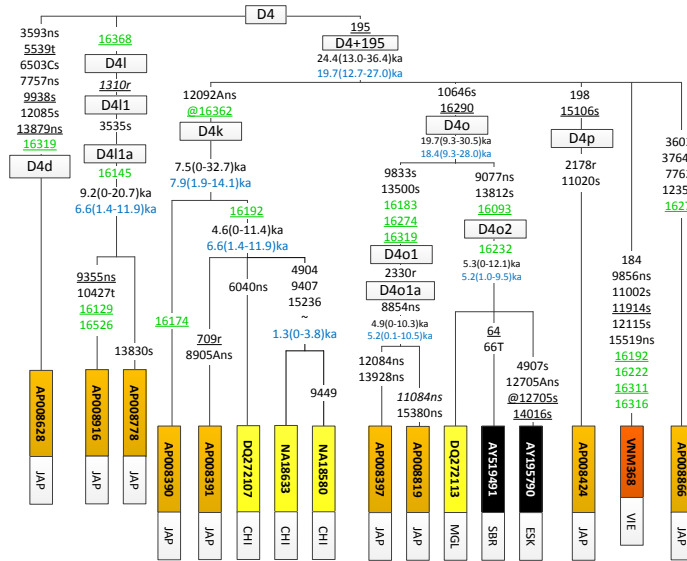 D4
3593ns
5539t
6503Cs
7757ns
9938s
12085s
13879ns
16319
D4d
16368
D4l
1310r
D4l1
3535s
D4l1a
16145
9.2(0-20.7)ka
6.6(1.4-11.9)ka
9355ns
10427t
16129
16526
13830s
195
D4+195
24.4(13.0-36.4)ka
19.7(12.7-27.0)ka
12092Ans
@16362
D4k
7.5(0-32.7)ka
7.9(1.9-14.1)ka
16174
16192
4.6(0-11.4)ka
6.6(1.4-11.9)ka
709r
8905Ans
6040ns
4904
9407
15236
~
1.3(0-3.8)ka
9449
10646s
16290
D4o
19.7(9.3-30.5)ka
18.4(9.3-28.0)ka
9833s
13500s
16183
16274
16319
D4o1
2330r
D4o1a
8854ns
4.9(0-10.3)ka
5.2(0.1-10.5)ka
12084ns
13928ns
11084ns
15380ns
9077ns
13812s
16093
D4o2
16232
5.3(0-12.1)ka
5.2(1.0-9.5)ka
64
66T
4907s
12705Ans
@12705s
14016s
198
15106s
D4p
2178r
11020s
184
9856ns
11002s
11914s
12115s
15519ns
16192
16222
16311
16316
360
3764
776
1235
1627
AP008628
AP008916
AP008778
AP008390
AP008391
DQ272107
NA18633
NA18580
AP008397
AP008819
DQ272113
AY519491
AY195790
AP008424
VNM368
AP008866
JAP
JAP
JAP
JAP
JAP
CHI
CHI
CHI
JAP
JAP
MGL
SBR
ESK
JAP
VIE
JAP